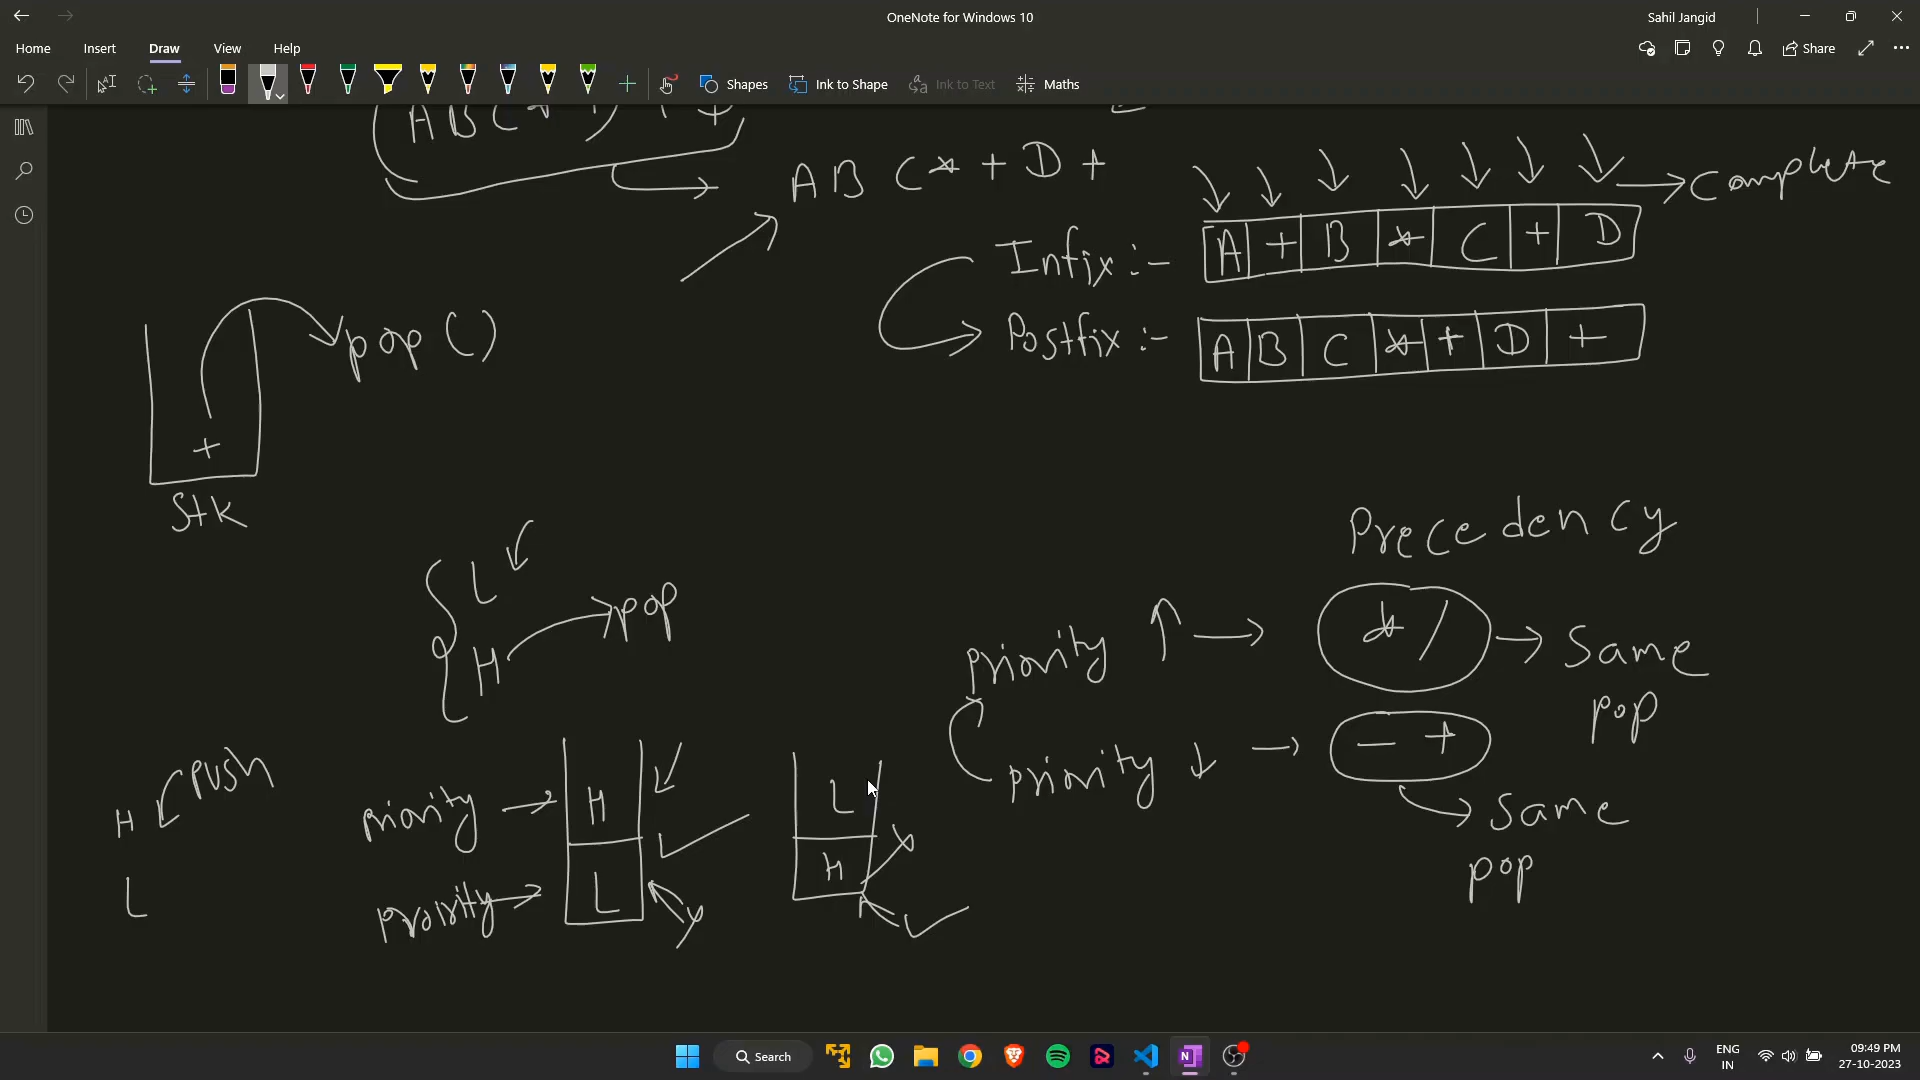 OneNote for Windows 10
Sahil Jangid
Home Insert Draw View Help
Share
Shapes Ink to Shape Ink to Text Maths
A B C * + D +
complete
Infix :- A + B * C + D
Postfix :- A B C * + D +
pop ()
+
Stk
Precedency
L
H pop
priority ↑ → * / → Same
pop
priority ↓ → - +
Same
pop
push
H
L
priority → H
proirity → L
L
H
Search
ENG
IN
09:49 PM
27-10-2023